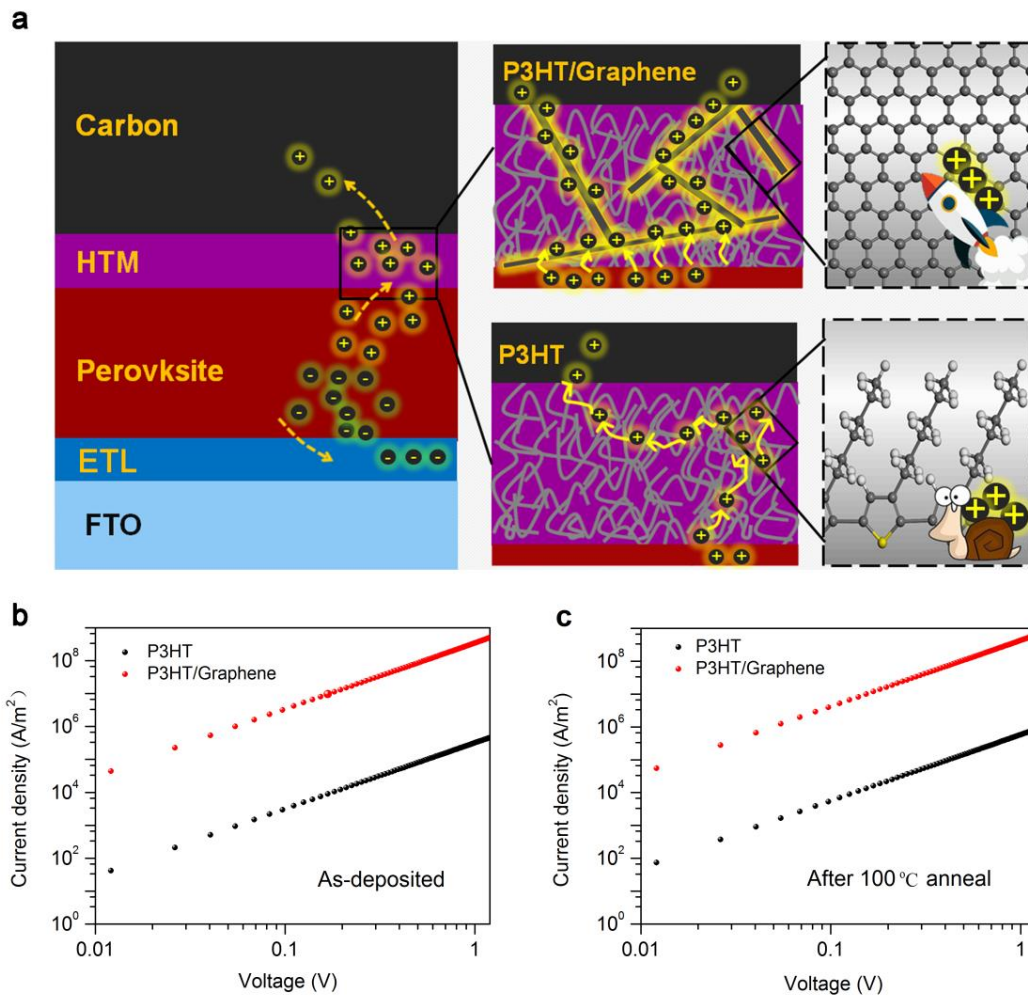 a
Carbon
HTM
Perovksite
ETL
FTO
P3HT/Graphene
P3HT
b
P3HT
P3HT/Graphene
Current density (A/m²)
10⁸
10⁶
10⁴
10²
10⁰
As-deposited
0.01
0.1
1
Voltage (V)
c
P3HT
P3HT/Graphene
Current density (A/m²)
10⁸
10⁶
10⁴
10²
10⁰
After 100℃ anneal
0.01
0.1
1
Voltage (V)